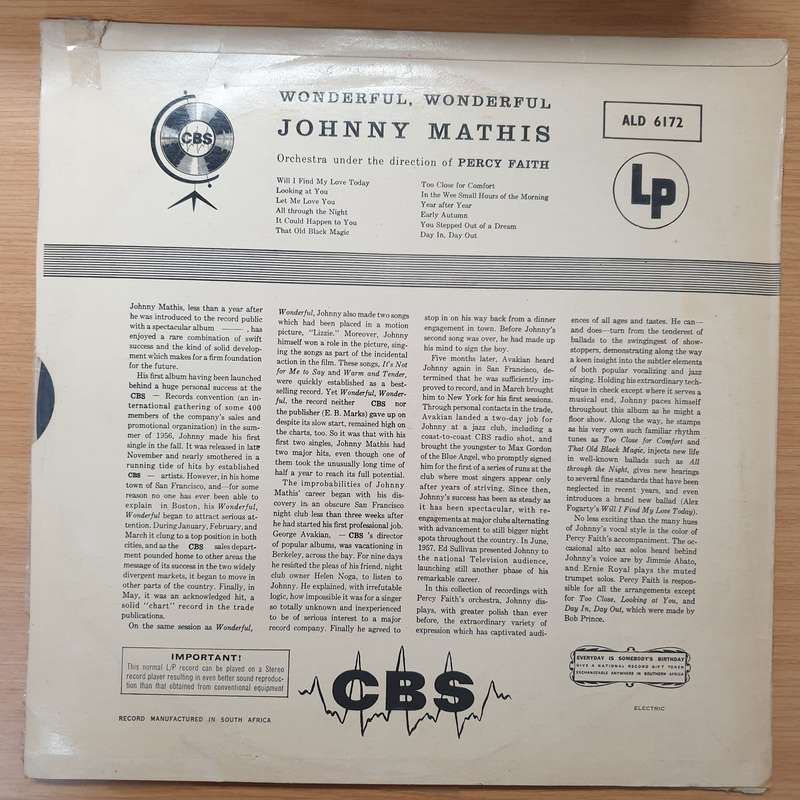 CBS
WONDERFUL, WONDERFUL
JOHNNY MATHIS
Orchestra under the direction of PERCY FAITH
Will I Find My Love Today
Looking at You
Let Me Love You
All through the Night
It Could Happen to You
That Old Black Magic
Too Close for Comfort
In the Wee Small Hours of the Morning
Year after Year
Early Autumn
You Stepped Out of a Dream
Day In, Day Out
ALD 6172
LP
Johnny Mathis, less than a year after
he was introduced to the record public
with a spectacular album ——, has
enjoyed a rare combination of swift
success and the kind of solid develop-
ment which makes for a firm foundation
for the future.
His first album having been launched
behind a huge personal success at the
CBS — Records convention (an in-
ternational gathering of some 400
members of the company's sales and
promotional organization) in the sum-
mer of 1956, Johnny made his first
single in the fall. It was released in late
November and nearly smothered in a
running tide of hits by established
CBS — artists. However, in his home
town of San Francisco, and—for some
reason no one has ever been able to
explain in Boston, his Wonderful,
Wonderful began to attract serious at-
tention. During January, February, and
March it clung to a top position in both
cities, and as the CBS sales depart-
ment pounded home to other areas the
message of its success in the two widely
divergent markets, it began to move in
other parts of the country. Finally, in
May, it was an acknowledged hit, a
solid "chart" record in the trade
publications.
On the same session as Wonderful,
Wonderful, Johnny also made two songs
which had been placed in a motion
picture, "Lizzie." Moreover, Johnny
himself won a role in the picture, sing-
ing the songs as part of the incidental
action in the film. These songs, It's Not
for Me to Say and Warm and Tender,
were quickly established as a best-
selling record. Yet Wonderful, Wonder-
ful, the record neither CBS nor
the publisher (E. B. Marks) gave up on
despite its slow start, remained high on
the charts, too. So it was that with his
first two singles, Johnny Mathis had
two major hits, even though one of
them took the unusually long time of
half a year to reach its full potential.
The improbabilities of Johnny
Mathis' career began with his dis-
covery in an obscure San Francisco
night club less than three weeks after
he had started his first professional job.
George Avakian, — CBS 's director
of popular albums, was vacationing in
Berkeley, across the bay. For nine days
he resisted the pleas of his friend, night
club owner Helen Noga, to listen to
Johnny. He explained, with irrefutable
logic, how impossible it was for a singer
so totally unknown and inexperienced
to be of serious interest to a major
record company. Finally he agreed to
stop in on his way back from a dinner
engagement in town. Before Johnny's
second song was over, he had made up
his mind to sign the boy.
Five months later, Avakian heard
Johnny again in San Francisco, de-
termined that he was sufficiently im-
proved to record, and in March brought
him to New York for his first sessions.
Through personal contacts in the trade,
Avakian landed a two-day job for
Johnny at a jazz club, including a
coast-to-coast CBS radio shot, and
brought the youngster to Max Gordon
of the Blue Angel, who promptly signed
him for the first of a series of runs at the
club where most singers appear only
after years of striving. Since then,
Johnny's success has been as steady as
it has been spectacular, with re-
engagements at major clubs alternating
with advancement to still bigger night
spots throughout the country. In June,
1957, Ed Sullivan presented Johnny to
the national Television audience,
launching still another phase of his
remarkable career.
In this collection of recordings with
Percy Faith's orchestra, Johnny dis-
plays, with greater polish than ever
before, the extraordinary variety of
expression which has captivated audi-
ences of all ages and tastes. He can—
and does—turn from the tenderest of
ballads to the swingingest of show-
stoppers, demonstrating along the way
a keen insight into the subtler elements
of both popular vocalizing and jazz
singing. Holding his extraordinary tech-
nique in check except where it serves a
musical end, Johnny paces himself
throughout this album as he might a
floor show. Along the way, he stamps
as his very own such familiar rhythm
tunes as Too Close for Comfort and
That Old Black Magic, injects new life
in well-known ballads such as All
through the Night, gives new hearings
to several fine standards that have been
neglected in recent years, and even
introduces a brand new ballad (Alex
Fogarty's Will I Find My Love Today).
No less exciting than the many hues
of Johnny's vocal style is the color of
Percy Faith's accompaniment. The oc-
casional alto sax solos heard behind
Johnny's voice are by Jimmie Abato,
and Ernie Royal plays the muted
trumpet solos. Percy Faith is respon-
sible for all the arrangements except
for Too Close, Looking at You, and
Day In, Day Out, which were made by
Bob Prince.
IMPORTANT!
This normal L/P record can be played on a Stereo
record player resulting in even better sound reproduc-
tion than that obtained from conventional equipment
RECORD MANUFACTURED IN SOUTH AFRICA
CBS
EVERYDAY IS SOMEBODY'S BIRTHDAY
GIVE A NATIONAL RECORD GIFT TOKEN
EXCHANGEABLE ANYWHERE IN SOUTHERN AFRICA
ELECTRIC